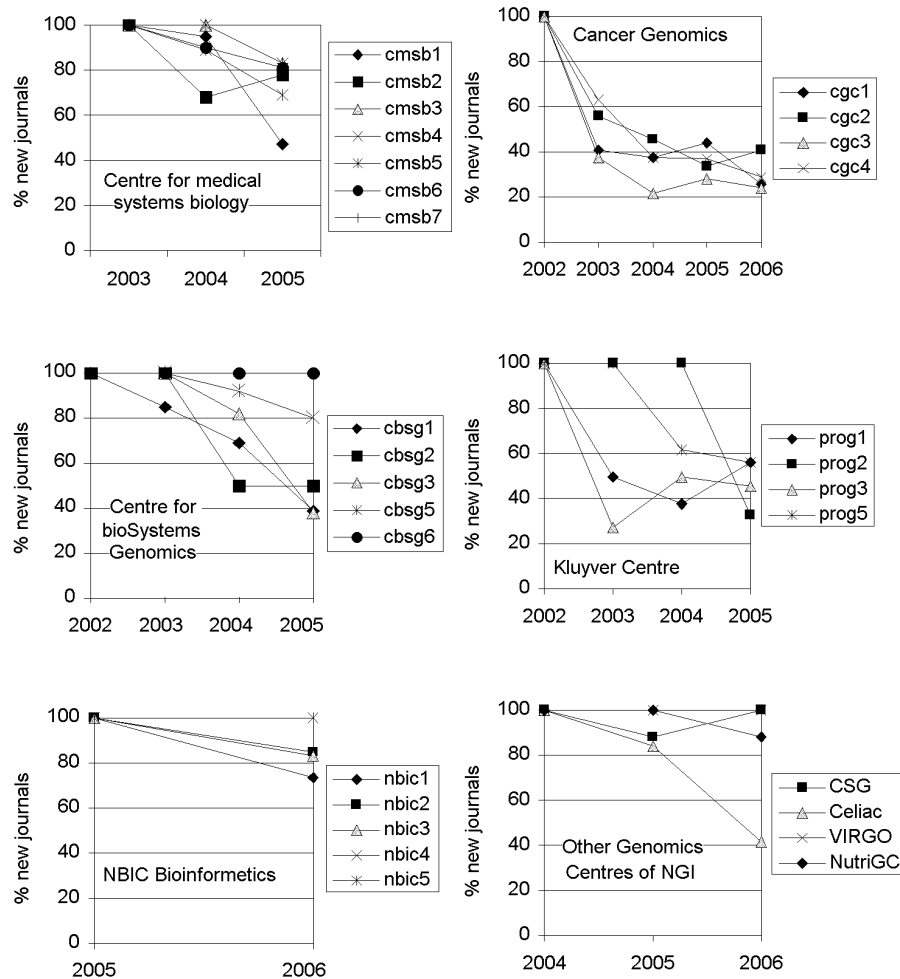 % new journals
100
80
60
40
20
0
2003
2004
2005
Centre for medical
systems biology
cmsb1
cmsb2
cmsb3
cmsb4
cmsb5
cmsb6
cmsb7
% new journals
100
80
60
40
20
0
2002
2003
2004
2005
2006
Cancer Genomics
cgc1
cgc2
cgc3
cgc4
% new journals
100
80
60
40
20
0
2002
2003
2004
2005
Centre for
bioSystems
Genomics
cbsg1
cbsg2
cbsg3
cbsg5
cbsg6
% new journals
100
80
60
40
20
0
2002
2003
2004
2005
Kluyver Centre
prog1
prog2
prog3
prog5
% new journals
100
80
60
40
20
0
2005
2006
NBIC Bioinformetics
nbic1
nbic2
nbic3
nbic4
nbic5
% new journals
100
80
60
40
20
0
2004
2005
2006
Other Genomics
Centres of NGI
CSG
Celiac
VIRGO
NutriGC